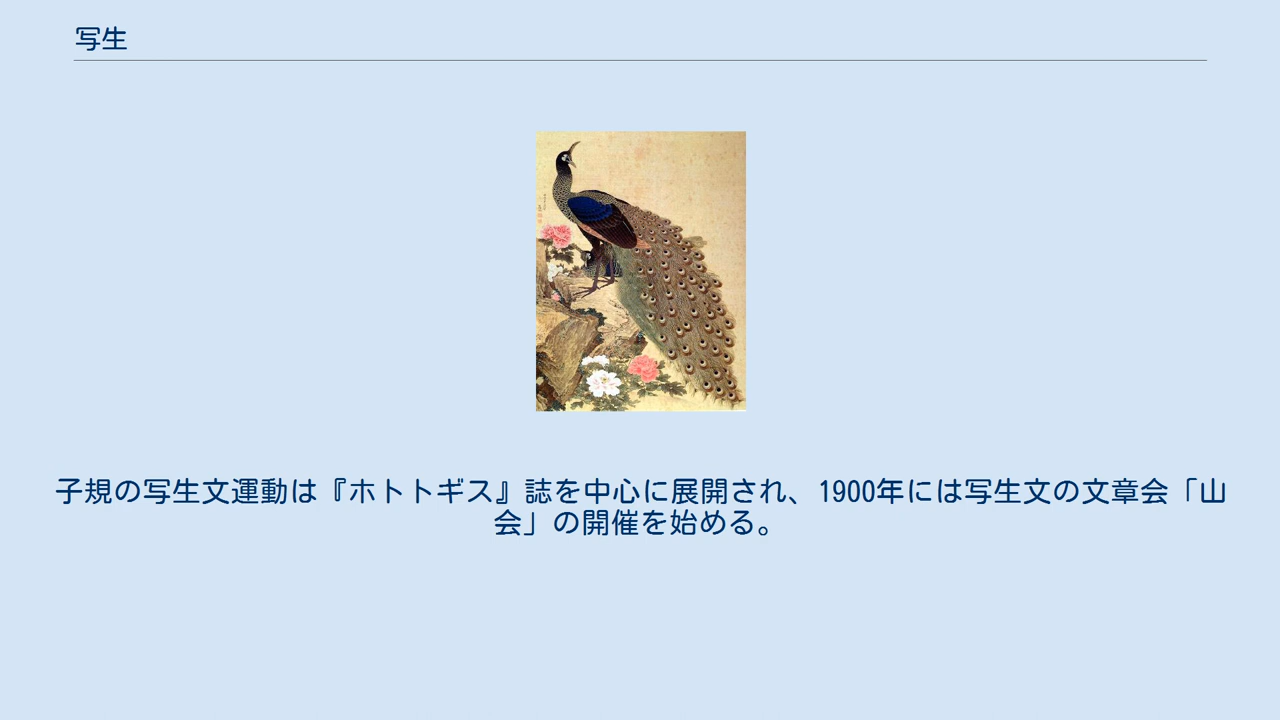 写生
子規の写生文運動は『ホトトギス』誌を中心に展開され、1900年には写生文の文章会「山
会」の開催を始める。